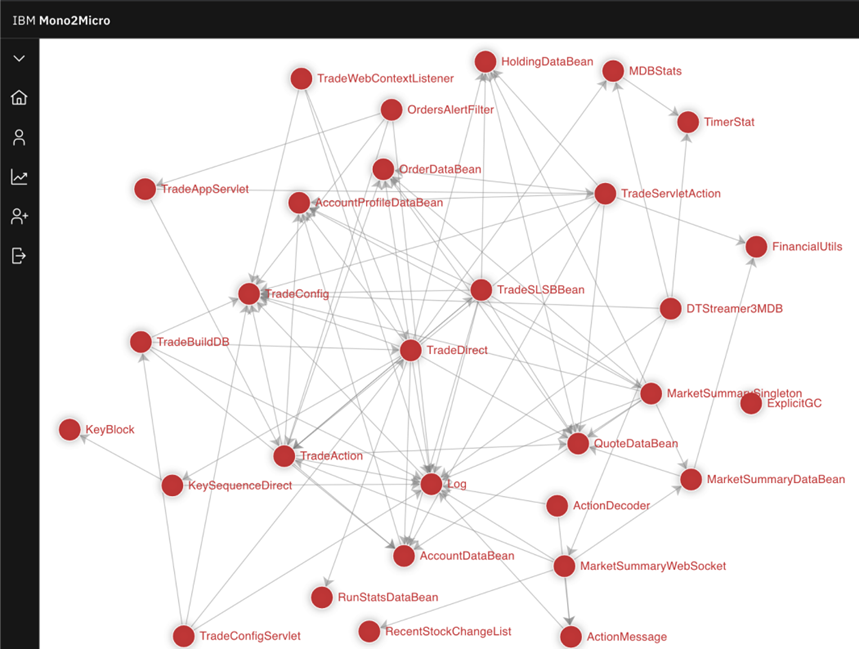 IBM Mono2Micro
HoldingDataBean
MDBStats
TradeWebContextListener
OrdersAlertFilter
TimerStat
OrderDataBean
TradeAppServlet
TradeServletAction
AccountProfileDataBean
FinancialUtils
TradeConfig
TradeSLSBBean
DTStreamer3MDB
TradeBuildDB
TradeDirect
MarketSummarySingleton
ExplicitGC
KeyBlock
QuoteDataBean
TradeAction
MarketSummaryDataBean
KeySequenceDirect
Log
ActionDecoder
AccountDataBean
MarketSummaryWebSocket
RunStatsDataBean
RecentStockChangeList
TradeConfigServlet
ActionMessage